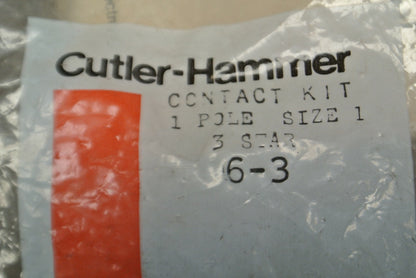 Cutler-Hammer
CONTACT KIT
1 POLE SIZE 1
3 STAR
6-3